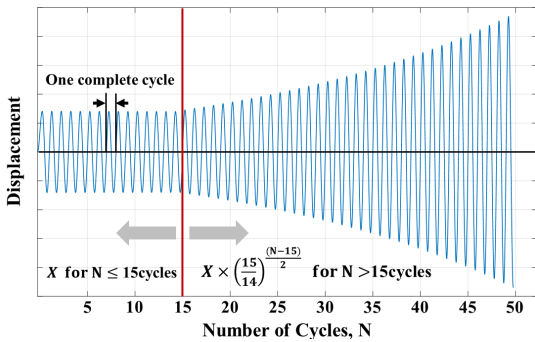 One complete cycle
Displacement
X for N ≤ 15cycles
X × (15/14)^((N−15)/2) for N >15cycles
5 10 15 20 25 30 35 40 45 50
Number of Cycles, N